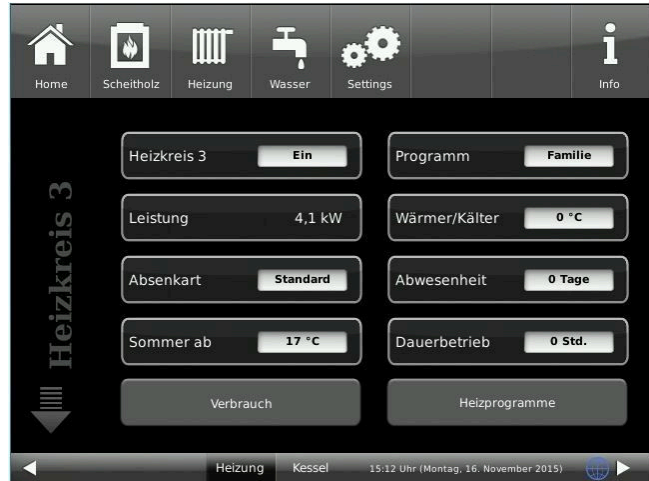 Home Scheitholz Heizung Wasser Settings Info
Heizkreis 3
Heizkreis 3 Ein
Programm Familie
Leistung 4,1 kW
Wärmer/Kälter 0 °C
Absenkart Standard
Abwesenheit 0 Tage
Sommer ab 17 °C
Dauerbetrieb 0 Std.
Verbrauch
Heizprogramme
Heizung Kessel 15:12 Uhr (Montag, 16. November 2015)